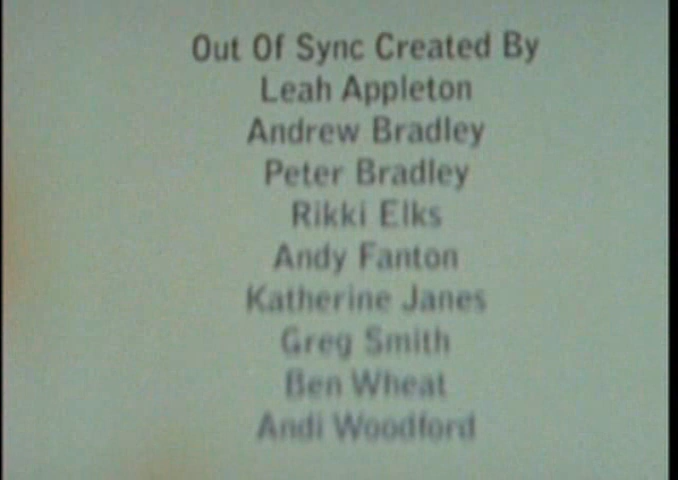 Out Of Sync Created By
Leah Appleton
Andrew Bradley
Peter Bradley
Rikki Elks
Andy Fanton
Katherine Janes
Greg Smith
Ben Wheat
Andi Woodford